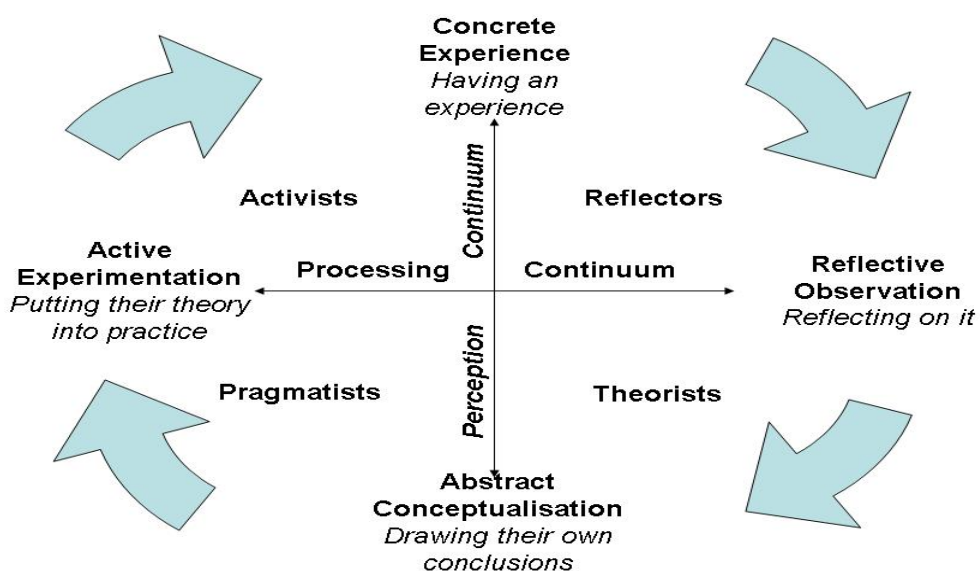 Concrete
Experience
Having an
experience
Activists
Reflectors
Continuum
Active
Experimentation
Putting their theory
into practice
Processing
Continuum
Reflective
Observation
Reflecting on it
Pragmatists
Perception
Theorists
Abstract
Conceptualisation
Drawing their own
conclusions